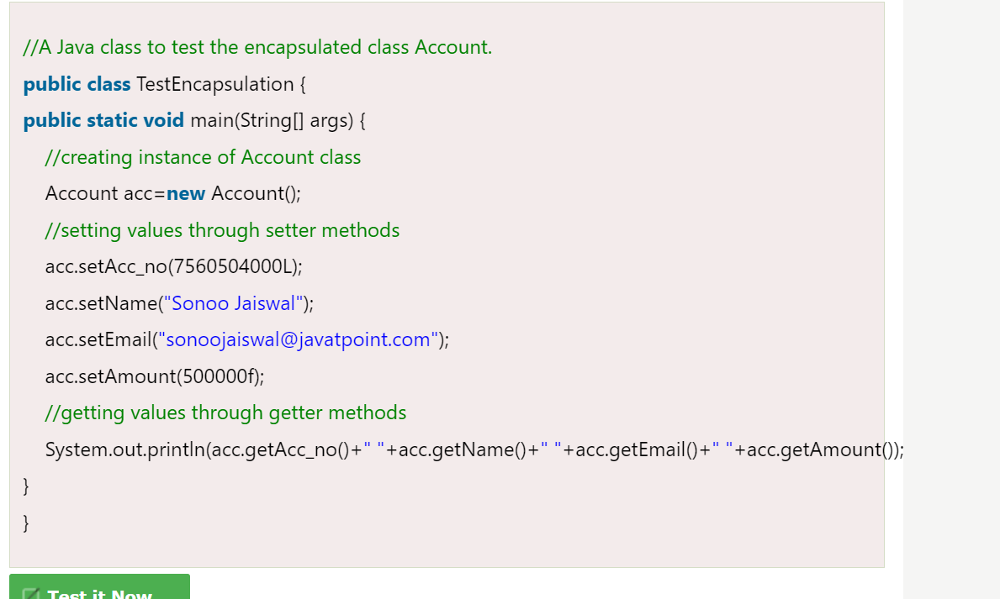 //A Java class to test the encapsulated class Account.
public class TestEncapsulation {
public static void main(String[] args) {
//creating instance of Account class
Account acc=new Account();
//setting values through setter methods
acc.setAcc_no(7560504000L);
acc.setName("Sonoo Jaiswal");
acc.setEmail("sonoojaiswal@javatpoint.com");
acc.setAmount(500000f);
//getting values through getter methods
System.out.println(acc.getAcc_no()+" "+acc.getName()+" "+acc.getEmail()+" "+acc.getAmount());
}
}
Test it Now